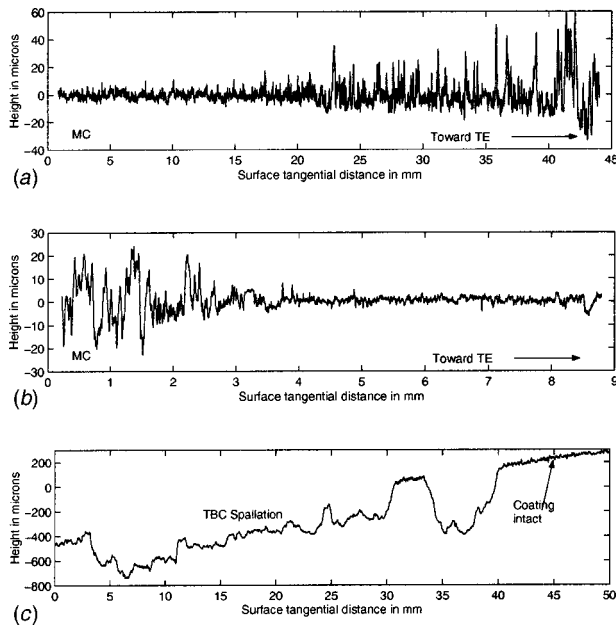 60
40
20
0
−20
−40
Height in microns
MC
Toward TE
0 5 10 15 20 25 30 35 40 45
Surface tangential distance in mm
(a)
30
20
10
0
−10
−20
−30
Height in microns
MC
Toward TE
0 1 2 3 4 5 6 7 8 9
Surface tangential distance in mm
(b)
200
0
−200
−400
−600
−800
Height in microns
TBC Spallation
Coating
intact
0 5 10 15 20 25 30 35 40 45 50
Surface tangential distance in mm
(c)